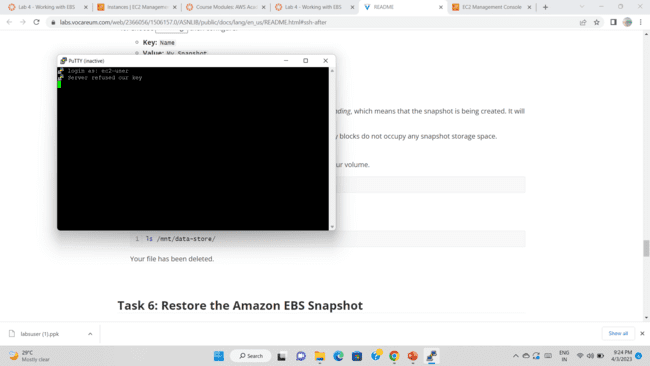 Lab 4 - Working with EBS
Instances | EC2 Managemen
Course Modules: AWS Acade
Lab 4 - Working with EBS
README
EC2 Management Console
labs.vocareum.com/web/2366056/1506157.0/ASNLIB/public/docs/lang/en_us/README.html#ssh-after
Key: Name
Value: My Snapshot
PuTTY (inactive)
login as: ec2-user
Server refused our key
nding, which means that the snapshot is being created. It will
y blocks do not occupy any snapshot storage space.
ur volume.
1 ls /mnt/data-store/
Your file has been deleted.
Task 6: Restore the Amazon EBS Snapshot
labsuser (1).ppk
Show all
29°C
Mostly clear
Search
ENG
IN
9:24 PM
4/3/2023